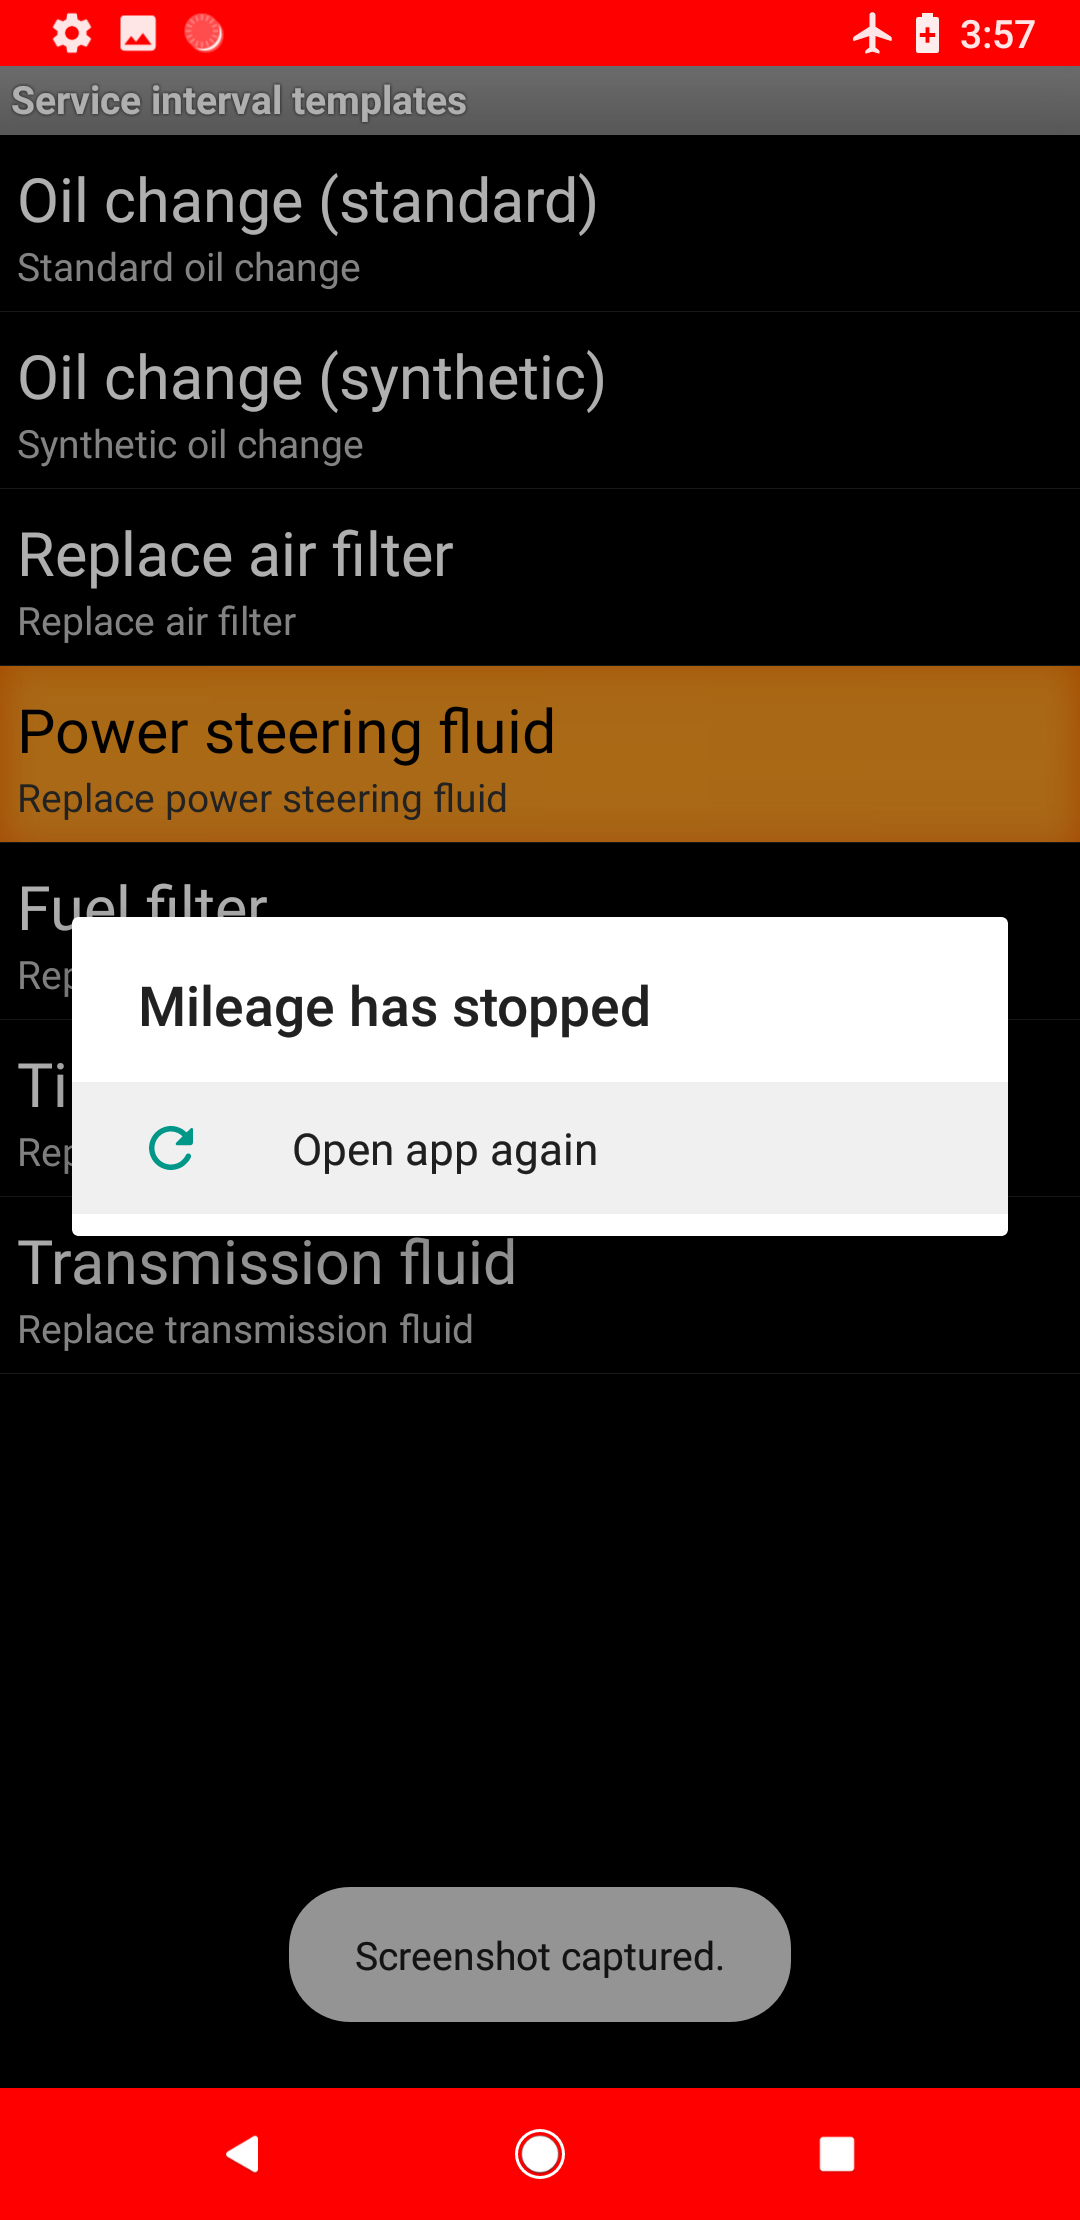 3:57
Service interval templates
Oil change (standard)
Standard oil change
Oil change (synthetic)
Synthetic oil change
Replace air filter
Replace air filter
Power steering fluid
Replace power steering fluid
Fuel filter
Rep
Ti
Rep
Mileage has stopped
Open app again
Transmission fluid
Replace transmission fluid
Screenshot captured.